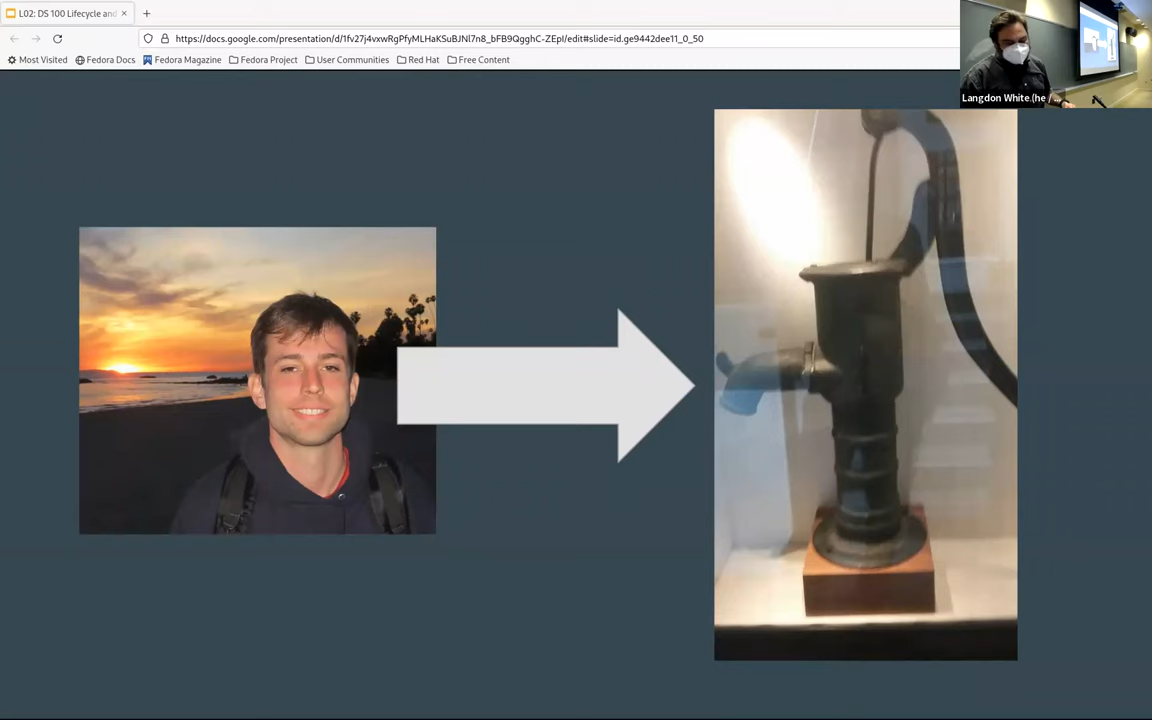 L02: DS 100 Lifecycle and
https://docs.google.com/presentation/d/1fv27j4vxwRgPfyMLHaKSuBJNl7n8_bFB9QgghC-ZEpI/edit#slide=id.ge9442dee11_0_50
Most Visited Fedora Docs Fedora Magazine Fedora Project User Communities Red Hat Free Content
Langdon White (he / ...